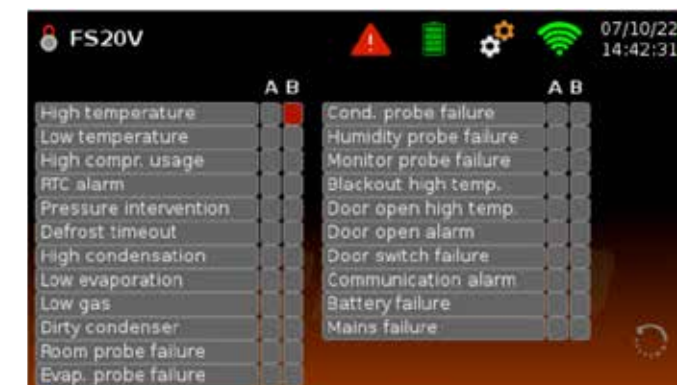 FS20V
07/10/22
14:42:31
A B
A B
High temperature
Low temperature
High compr. usage
RTC alarm
Pressure intervention
Defrost timeout
High condensation
Low evaporation
Low gas
Dirty condenser
Room probe failure
Evap. probe failure
Cond. probe failure
Humidity probe failure
Monitor probe failure
Blackout high temp.
Door open high temp.
Door open alarm
Door switch failure
Communication alarm
Battery failure
Mains failure